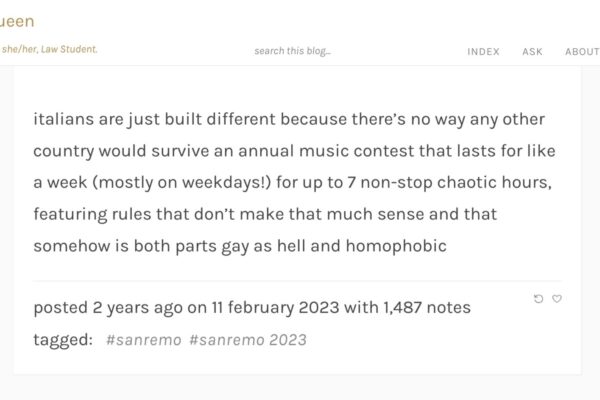 ueen
she/her, Law Student.
search this blog...
INDEX ASK ABOUT
italians are just built different because there's no way any other
country would survive an annual music contest that lasts for like
a week (mostly on weekdays!) for up to 7 non-stop chaotic hours,
featuring rules that don't make that much sense and that
somehow is both parts gay as hell and homophobic
posted 2 years ago on 11 february 2023 with 1,487 notes
tagged: #sanremo #sanremo 2023